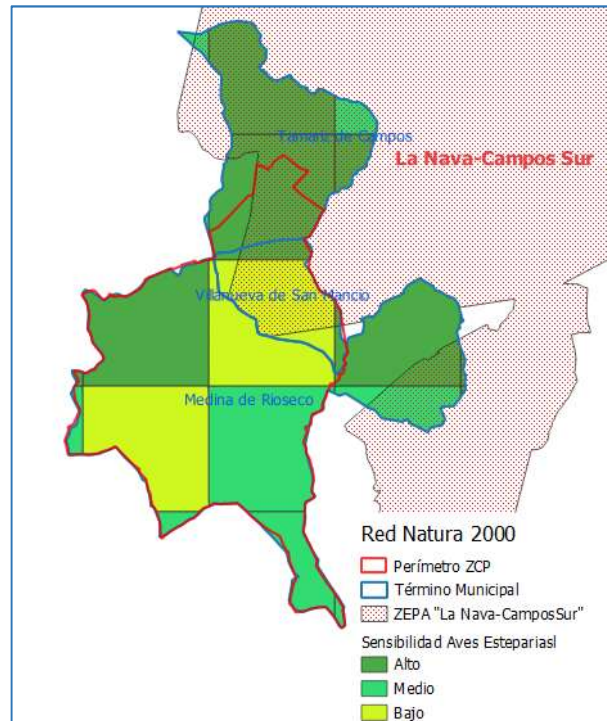 Tamariz de Campos
La Nava-Campos Sur
Villanueva de San Mancio
Medina de Rioseco
Red Natura 2000
Perímetro ZCP
Término Municipal
ZEPA "La Nava-CamposSur"
Sensibilidad Aves Estepariasl
Alto
Medio
Bajo